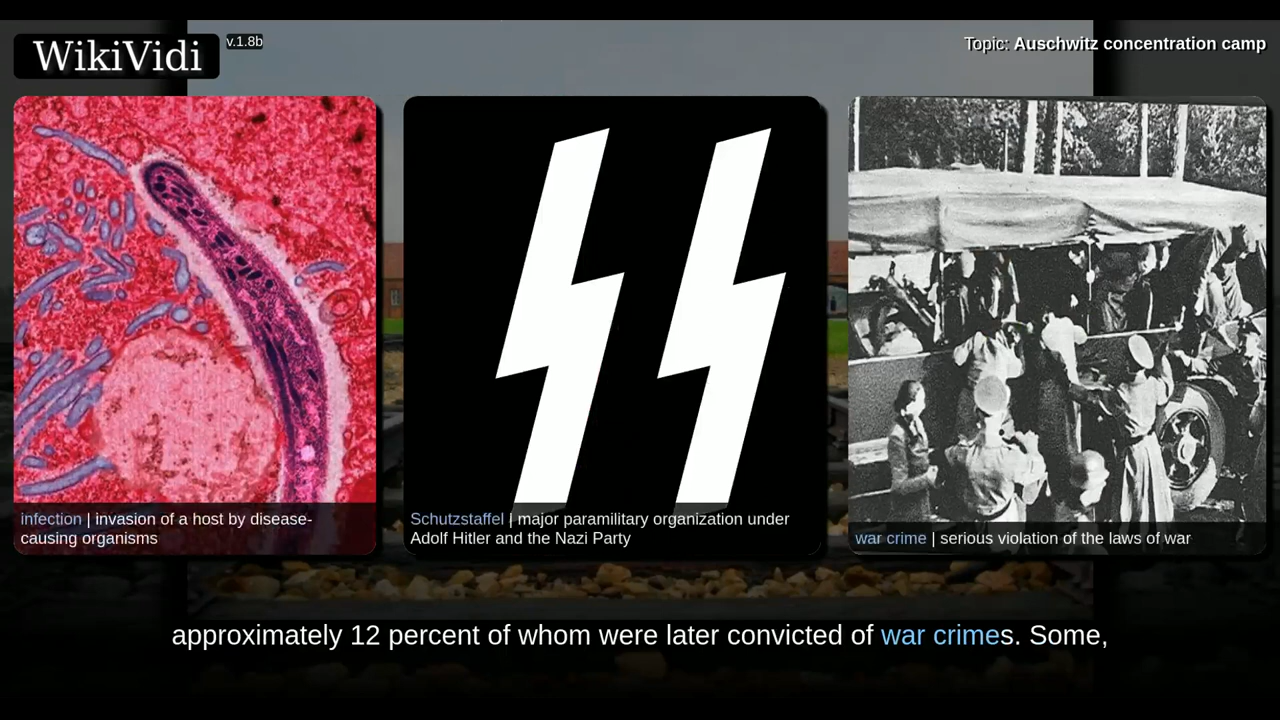 WikiVidi
v.1.8b
Topic: Auschwitz concentration camp
infection | invasion of a host by disease-
causing organisms
Schutzstaffel | major paramilitary organization under
Adolf Hitler and the Nazi Party
war crime | serious violation of the laws of war
approximately 12 percent of whom were later convicted of war crimes. Some,